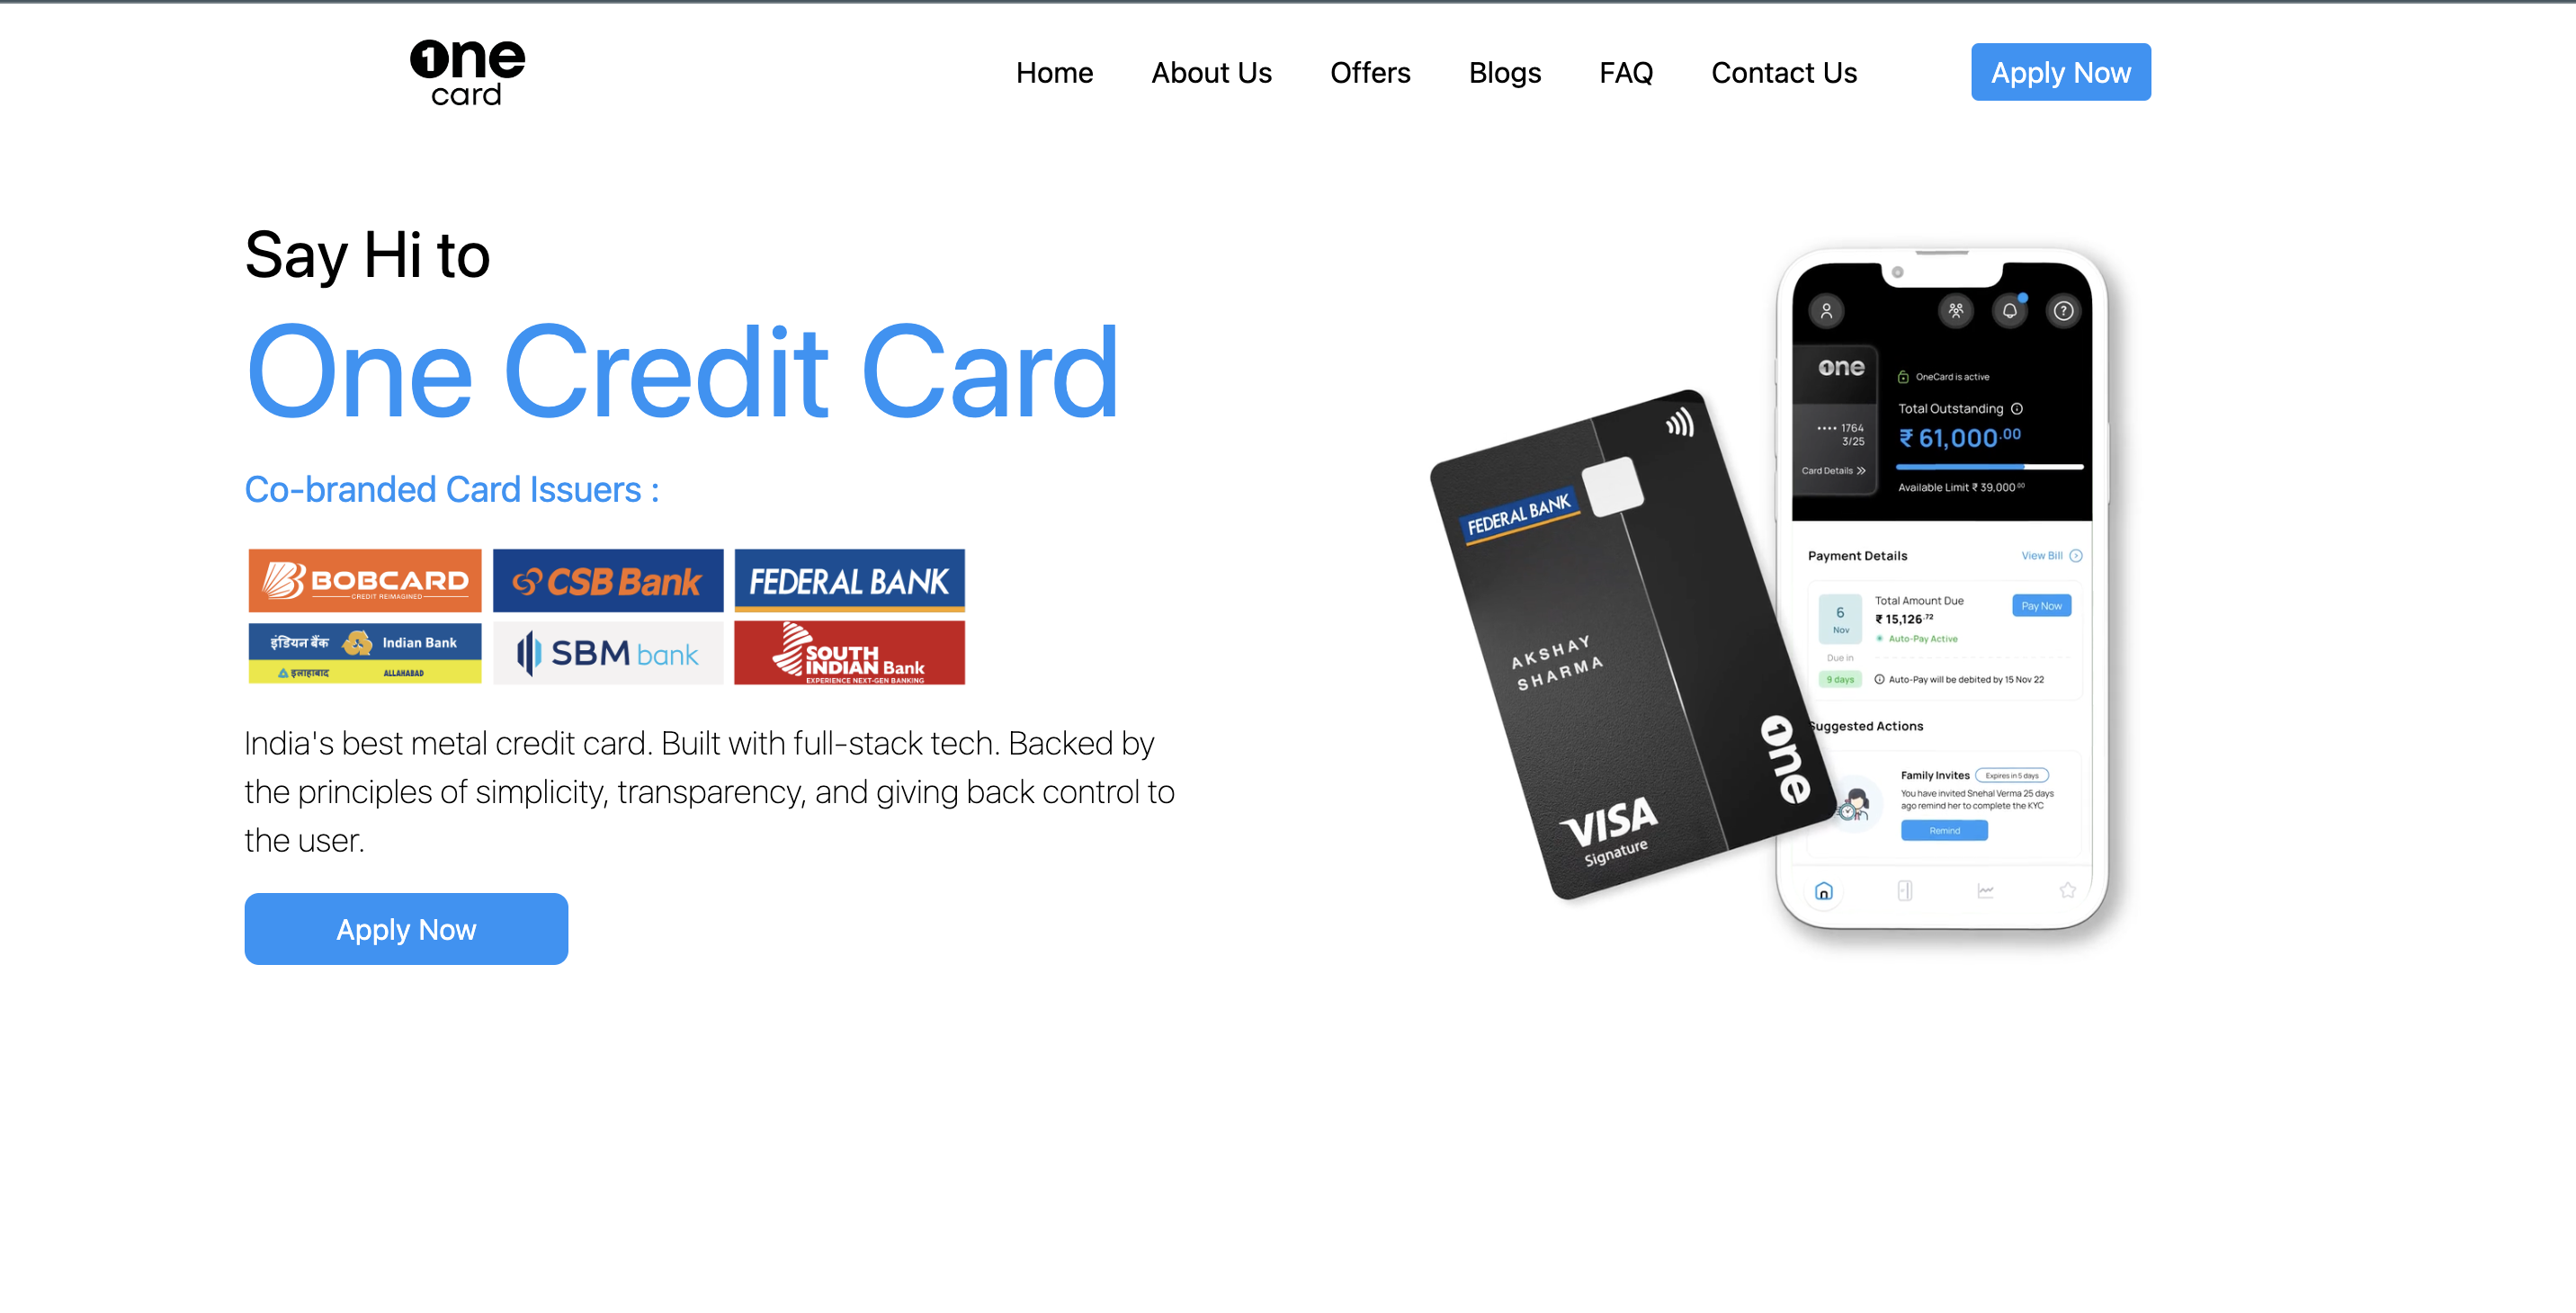 One
card
Home About Us Offers Blogs FAQ Contact Us Apply Now
Say Hi to
One Credit Card
Co-branded Card Issuers :
BOBCARD
CREDIT REIMAGINED
CSB Bank
FEDERAL BANK
इंडियन बैंक Indian Bank
इलाहाबाद ALLAHABAD
SBM bank
SOUTH
INDIAN Bank
EXPERIENCE NEXT-GEN BANKING
India's best metal credit card. Built with full-stack tech. Backed by
the principles of simplicity, transparency, and giving back control to
the user.
Apply Now
FEDERAL BANK
AKSHAY
SHARMA
One
VISA
Signature
One
•••• 1764
3/25
Card Details >>
OneCard is active
Total Outstanding
₹ 61,000.00
Available Limit ₹ 39,000.00
Payment Details View Bill
6
Nov
Due in
9 days
Total Amount Due
₹ 15,126.72
Auto-Pay Active
Pay Now
Auto-Pay will be debited by 15 Nov 22
Suggested Actions
Family Invites Expires in 5 days
You have invited Snehal Verma 25 days
ago remind her to complete the KYC
Remind